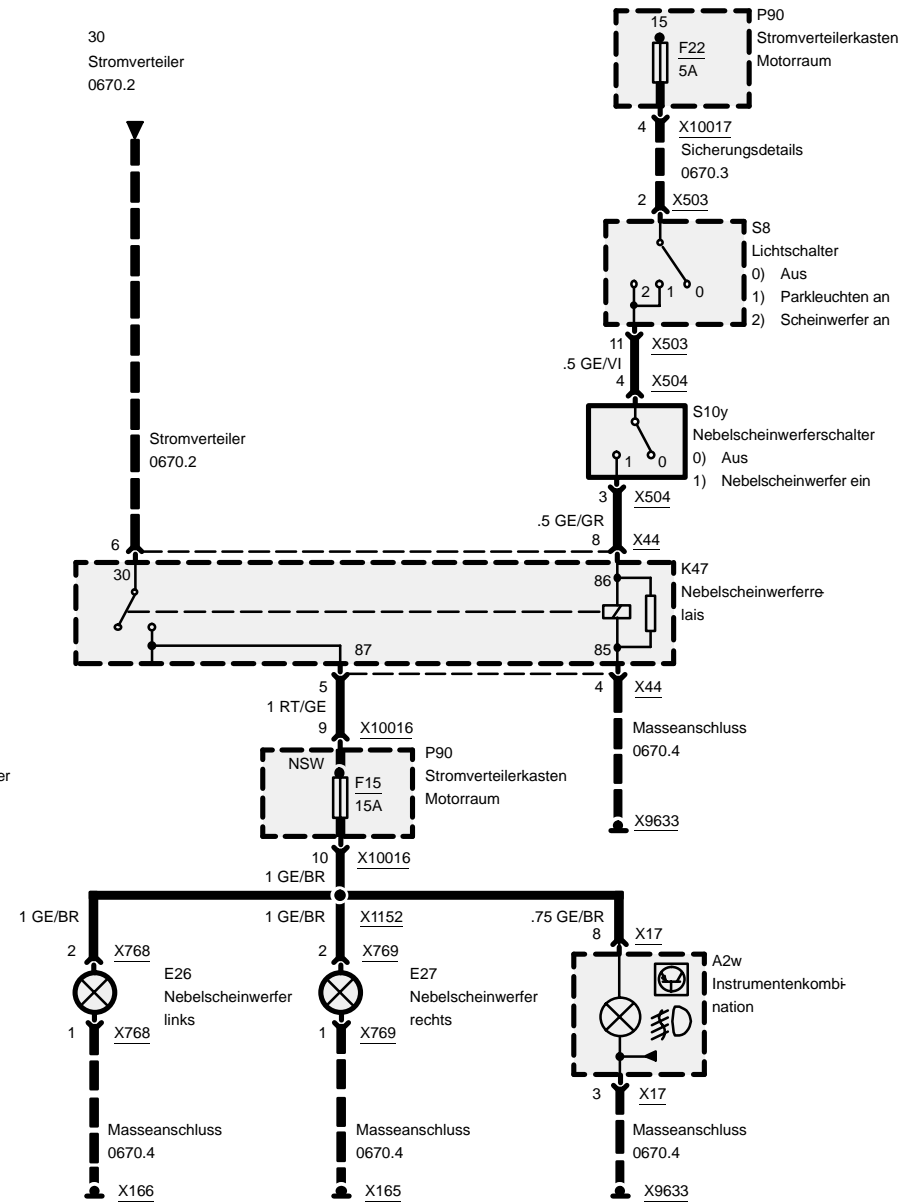 P90
15
30
Stromverteilerkasten
F22
Motorraum
Stromverteiler
5A
0670.2
4 X10017
Sicherungsdetails
0670.3
2 X503
S8
Lichtschalter
0) Aus
2 1 0
1) Parkleuchten an
2) Scheinwerfer an
11 X503
.5 GE/VI
4 X504
S10y
Nebelscheinwerferschalter
Stromverteiler
0) Aus
0670.2
1 0
1) Nebelscheinwerfer ein
3 X504
.5 GE/GR
6
8 X44
K47
30
86
Nebelscheinwerferre-
lais
87
85
5
4 X44
1 RT/GE
9 X10016
Masseanschluss
0670.4
P90
NSW
Stromverteilerkasten
er
F15
Motorraum
15A
X9633
10 X10016
1 GE/BR
1 GE/BR
1 GE/BR
X1152
.75 GE/BR
8 X17
2 X768
2 X769
A2w
E26
E27
Instrumentenkombi-
Nebelscheinwerfer
Nebelscheinwerfer
nation
links
rechts
1 X768
1 X769
3 X17
Masseanschluss
Masseanschluss
Masseanschluss
0670.4
0670.4
0670.4
X166
X165
X9633